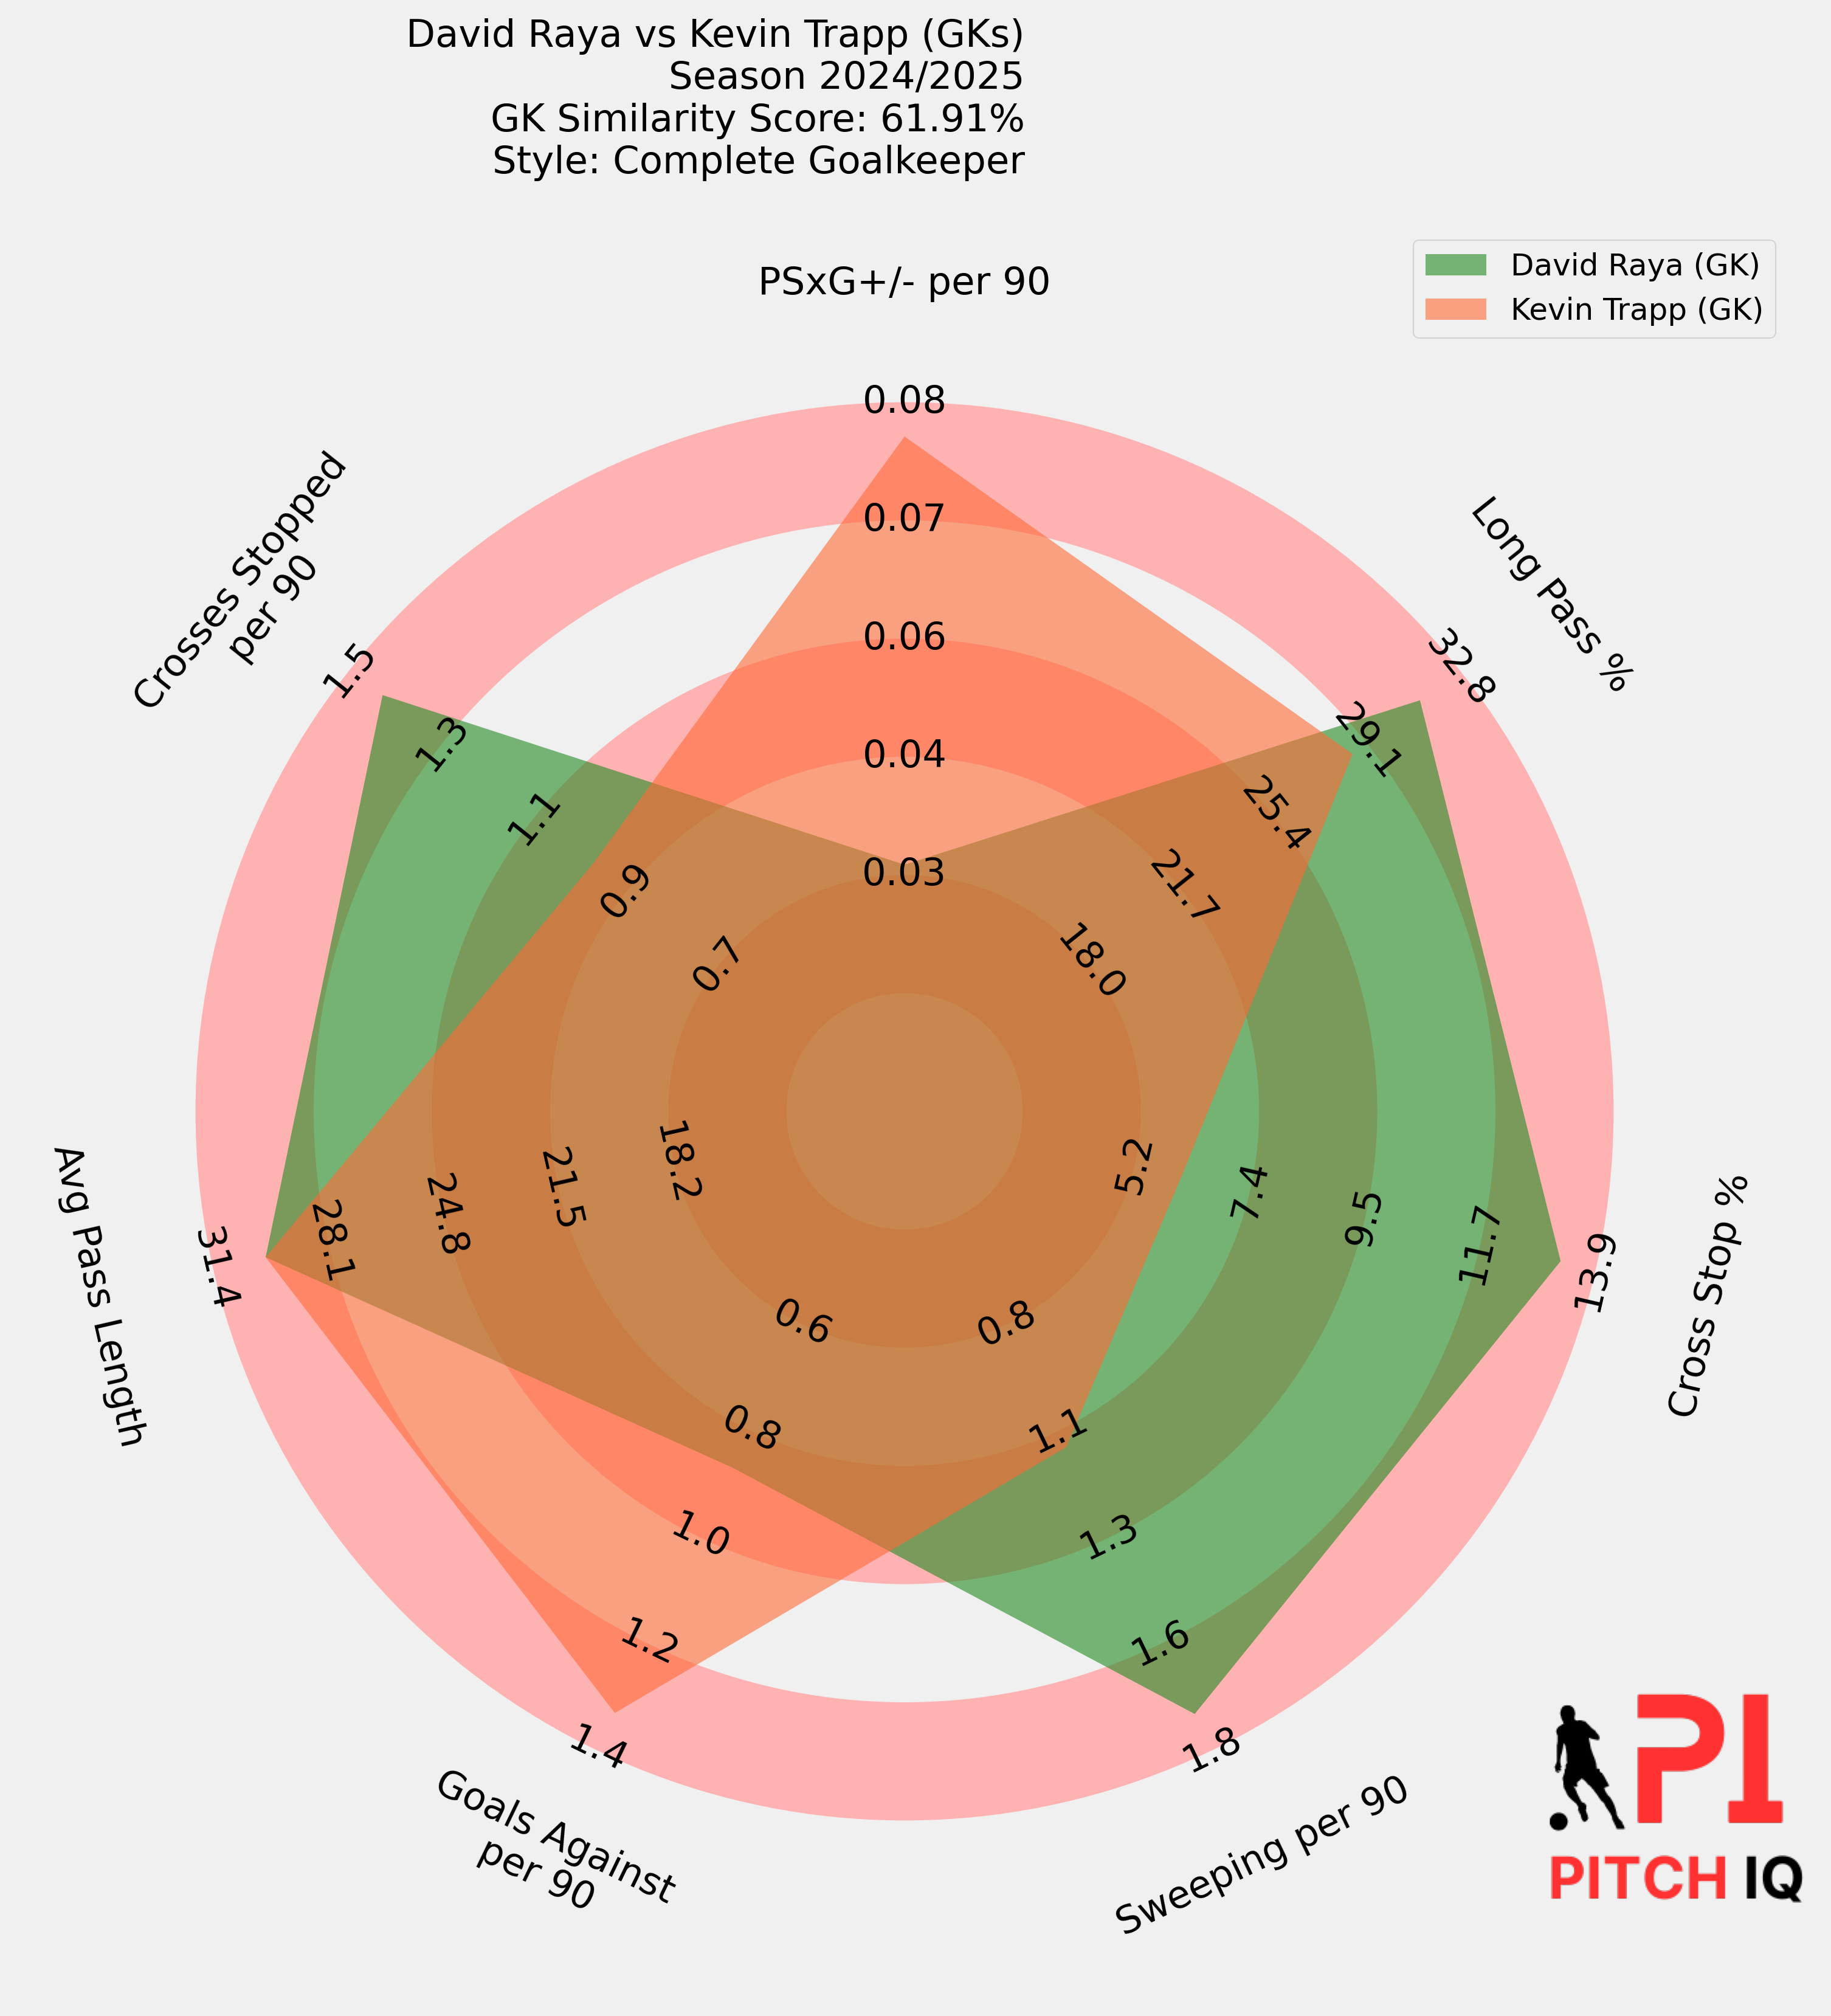 David Raya vs Kevin Trapp (GKs)
Season 2024/2025
GK Similarity Score: 61.91%
Style: Complete Goalkeeper
David Raya (GK)
Kevin Trapp (GK)
PSxG+/- per 90
0.08
0.07
0.06
0.04
0.03
Long Pass %
32.8
29.1
25.4
21.7
18.0
Cross Stop %
13.9
11.7
9.5
7.4
5.2
Sweeping per 90
1.8
1.6
1.3
1.1
0.8
Goals Against
per 90
1.4
1.2
1.0
0.8
0.6
Avg Pass Length
31.4
28.1
24.8
21.5
18.2
Crosses Stopped
per 90
1.5
1.3
1.1
0.9
0.7
PI
PITCH IQ